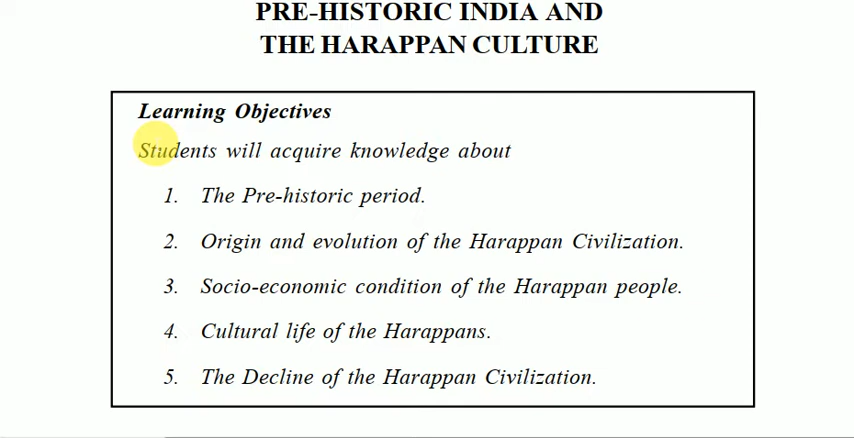 PRE-HISTORIC INDIA AND
THE HARAPPAN CULTURE
Learning Objectives
Students will acquire knowledge about
1. The Pre-historic period.
2. Origin and evolution of the Harappan Civilization.
3. Socio-economic condition of the Harappan people.
4. Cultural life of the Harappans.
5. The Decline of the Harappan Civilization.